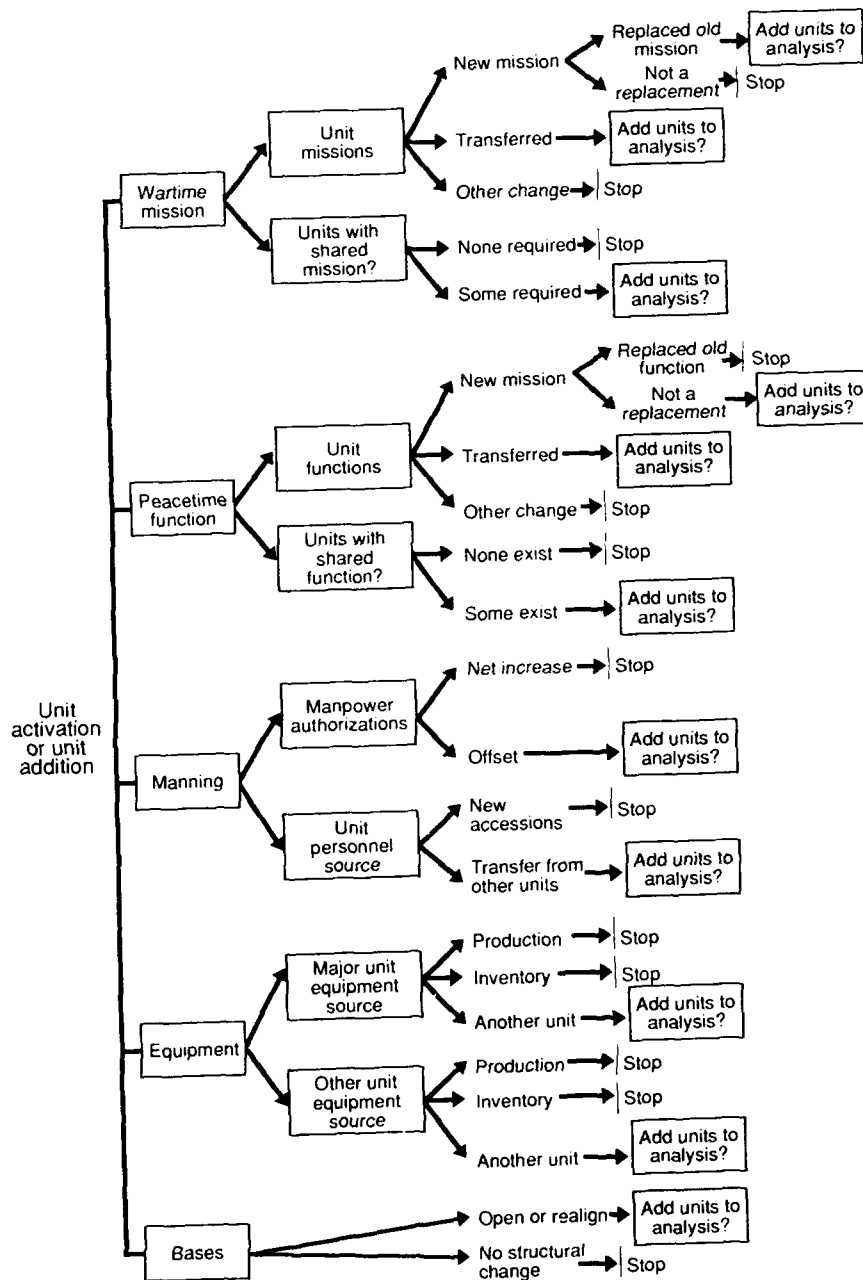 Replaced old
mission
Add units to
analysis?
New mission
Not a
replacement
Stop
Unit
missions
Transferred
Add units to
analysis?
Other change
Stop
Wartime
mission
Units with
shared
mission?
None required
Stop
Some required
Add units to
analysis?
Replaced old
function
Stop
New mission
Not a
replacement
Add units to
analysis?
Unit
functions
Transferred
Add units to
analysis?
Other change
Stop
Peacetime
function
Units with
shared
function?
None exist
Stop
Some exist
Add units to
analysis?
Unit
activation
or unit
addition
Net increase
Stop
Manpower
authorizations
Offset
Add units to
analysis?
Manning
New
accessions
Stop
Unit
personnel
source
Transfer from
other units
Add units to
analysis?
Production
Stop
Major unit
equipment
source
Inventory
Stop
Another unit
Add units to
analysis?
Equipment
Production
Stop
Other unit
equipment
source
Inventory
Stop
Another unit
Add units to
analysis?
Open or realign
Add units to
analysis?
Bases
No structural
change
Stop